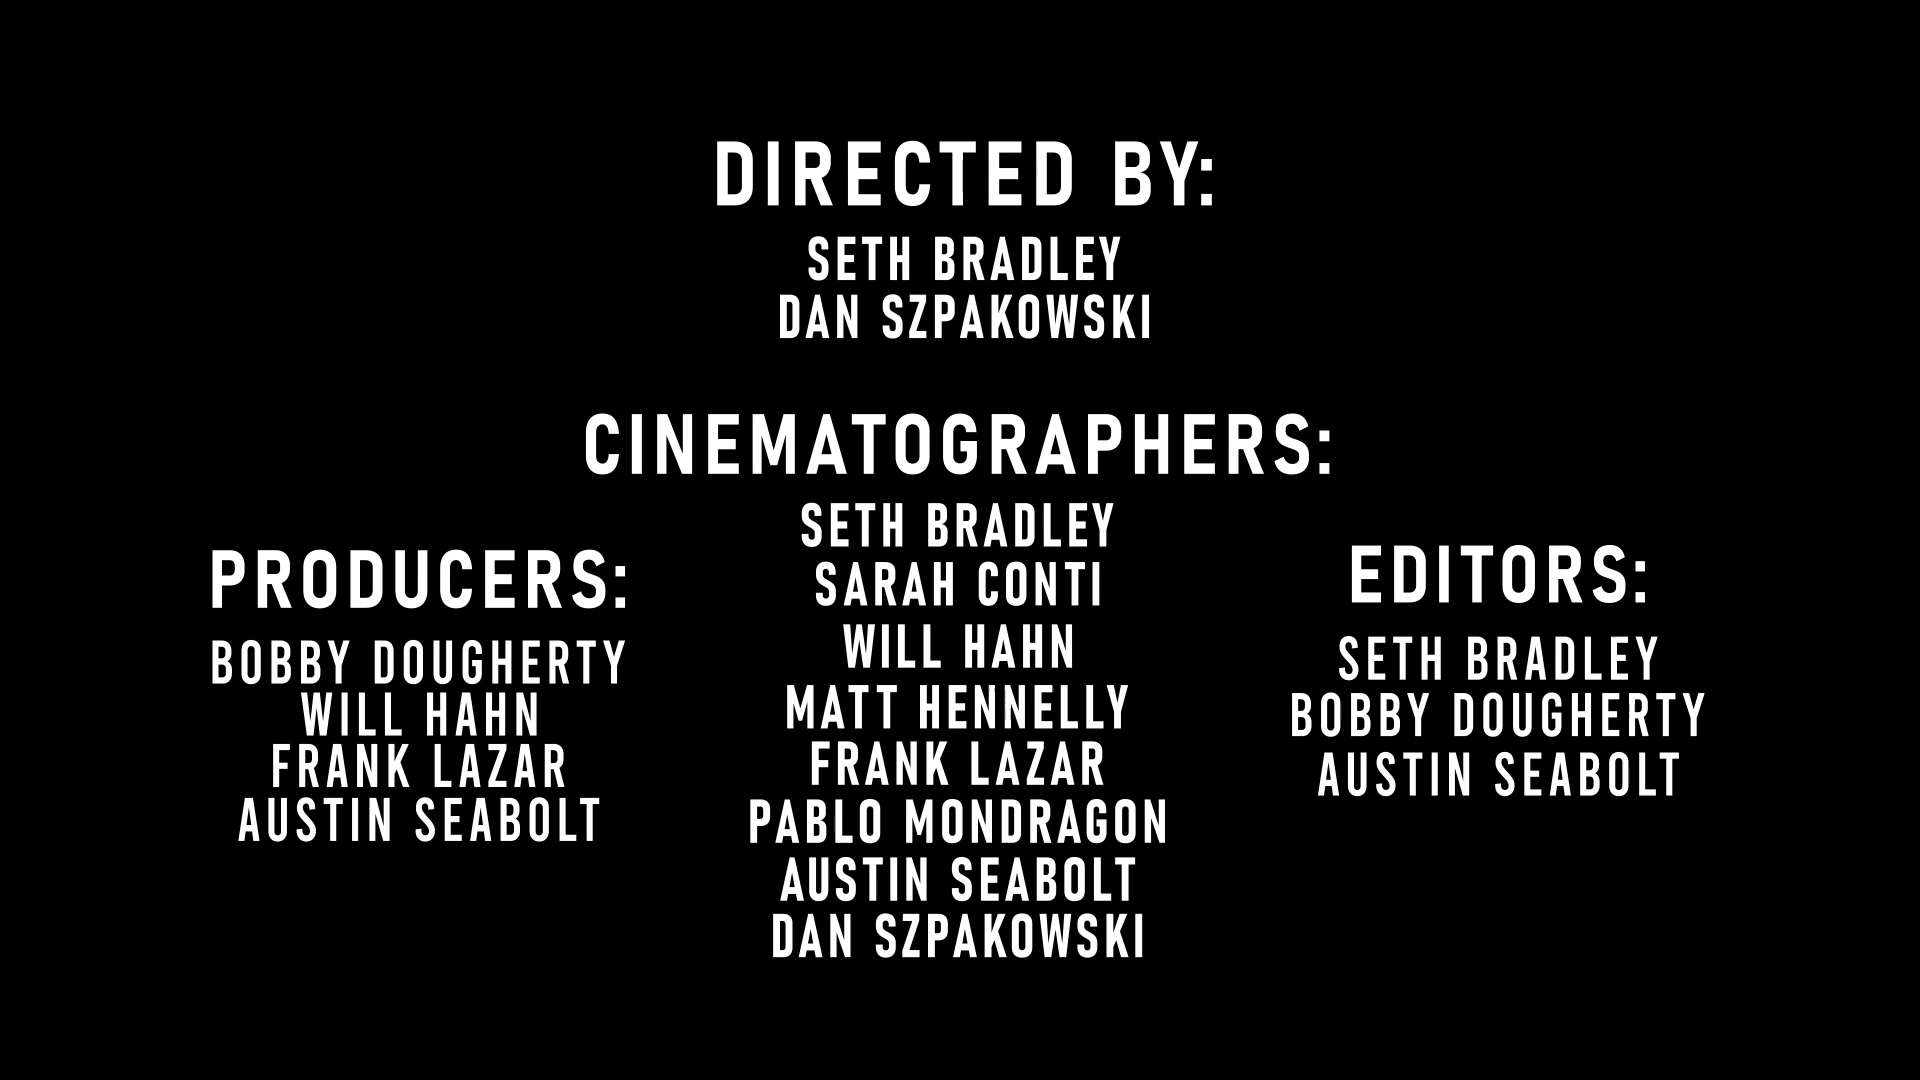 DIRECTED BY:
SETH BRADLEY
DAN SZPAKOWSKI
CINEMATOGRAPHERS:
SETH BRADLEY
SARAH CONTI
WILL HAHN
MATT HENNELLY
FRANK LAZAR
PABLO MONDRAGON
AUSTIN SEABOLT
DAN SZPAKOWSKI
PRODUCERS:
BOBBY DOUGHERTY
WILL HAHN
FRANK LAZAR
AUSTIN SEABOLT
EDITORS:
SETH BRADLEY
BOBBY DOUGHERTY
AUSTIN SEABOLT